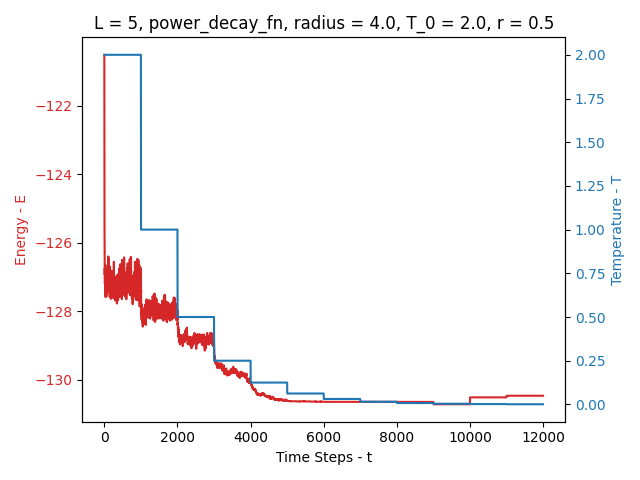 L = 5, power_decay_fn, radius = 4.0, T_0 = 2.0, r = 0.5
Energy - E
−122
−124
−126
−128
−130
2.00
1.75
1.50
1.25
1.00
0.75
0.50
0.25
0.00
Temperature - T
0 2000 4000 6000 8000 10000 12000
Time Steps - t